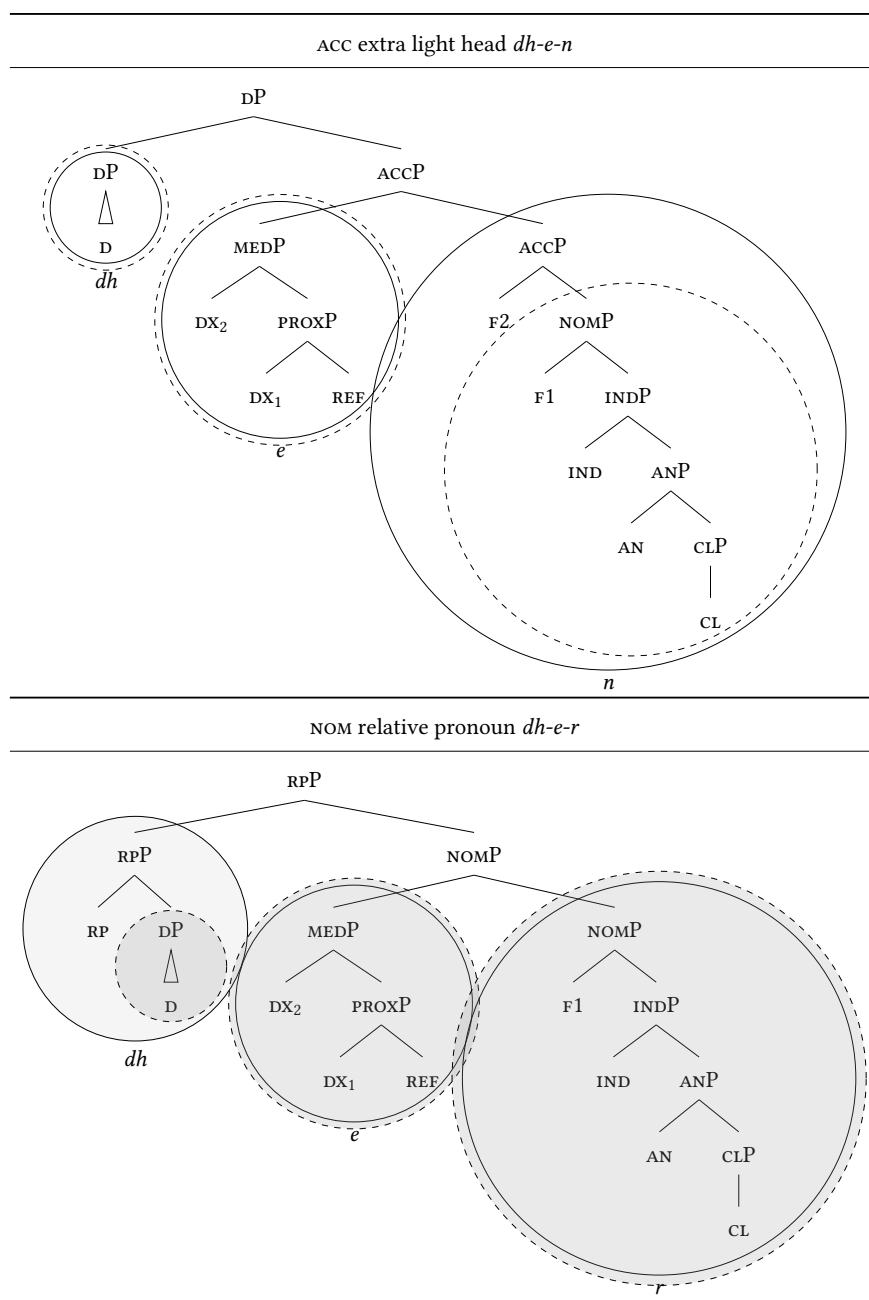 ACC extra light head dh-e-n
DP
DP ACCP
D MEDP ACCP
dh
DX₂ PROXP F2 NOMP
DX₁ REF F1 INDP
e
IND ANP
AN CLP
CL
n
NOM relative pronoun dh-e-r
RPP
RPP NOMP
RP DP MEDP NOMP
D DX₂ PROXP F1 INDP
dh
DX₁ REF IND ANP
e
AN CLP
CL
r